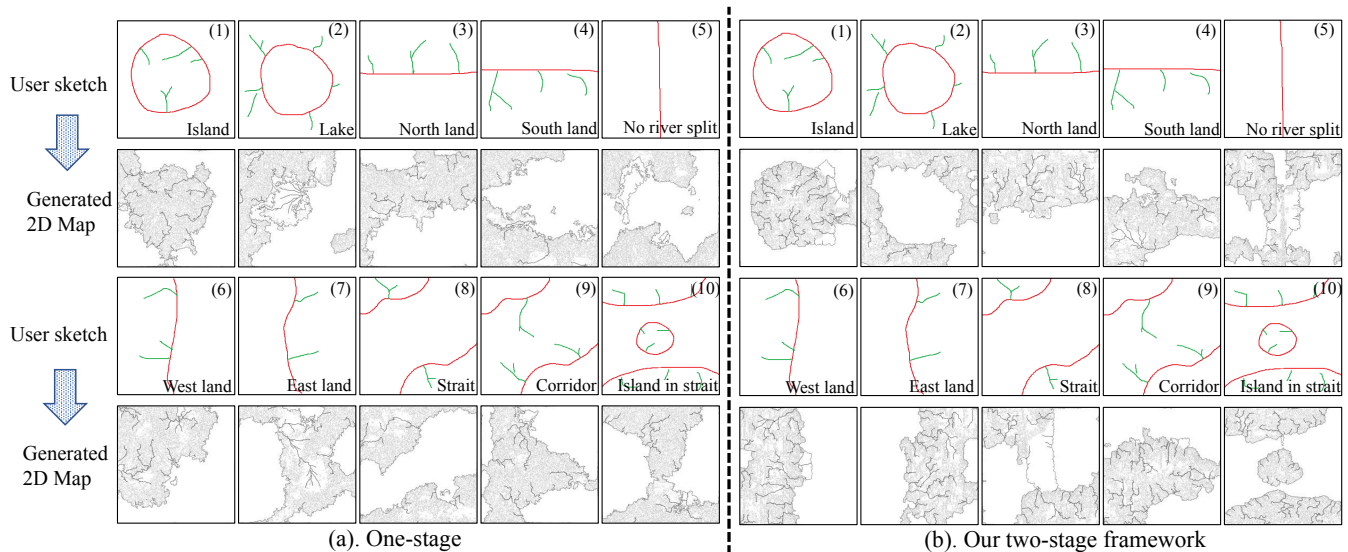 User sketch
(1)
Island
(2)
Lake
(3)
North land
(4)
South land
(5)
No river split
Generated
2D Map
User sketch
(6)
West land
(7)
East land
(8)
Strait
(9)
Corridor
(10)
Island in strait
Generated
2D Map
(a). One-stage
(1)
Island
(2)
Lake
(3)
North land
(4)
South land
(5)
No river split
(6)
West land
(7)
East land
(8)
Strait
(9)
Corridor
(10)
Island in strait
(b). Our two-stage framework